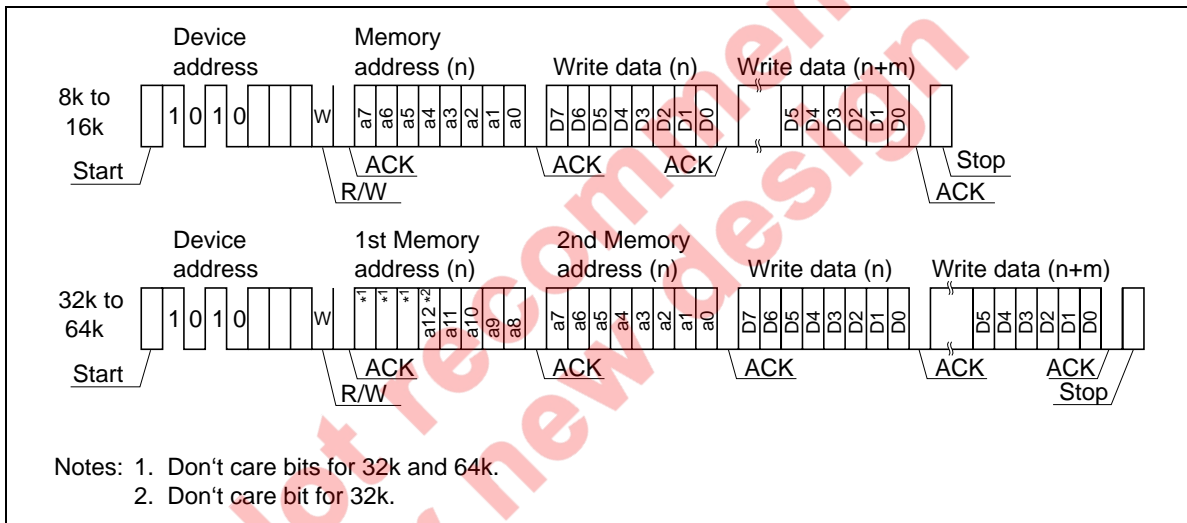 Device address
Memory address (n)
Write data (n)
Write data (n+m)
8k to 16k
1 0 1 0
W
a7 a6 a5 a4 a3 a2 a1 a0
D7 D6 D5 D4 D3 D2 D1 D0
D5 D4 D3 D2 D1 D0
Start
R/W
ACK
ACK
ACK
ACK
Stop
Device address
1st Memory address (n)
2nd Memory address (n)
Write data (n)
Write data (n+m)
32k to 64k
1 0 1 0
W
*1 *1 *1 a12*2 a11 a10 a9 a8
a7 a6 a5 a4 a3 a2 a1 a0
D7 D6 D5 D4 D3 D2 D1 D0
D5 D4 D3 D2 D1 D0
Start
R/W
ACK
ACK
ACK
ACK
ACK
Stop
Notes: 1. Don't care bits for 32k and 64k.
2. Don't care bit for 32k.
new design